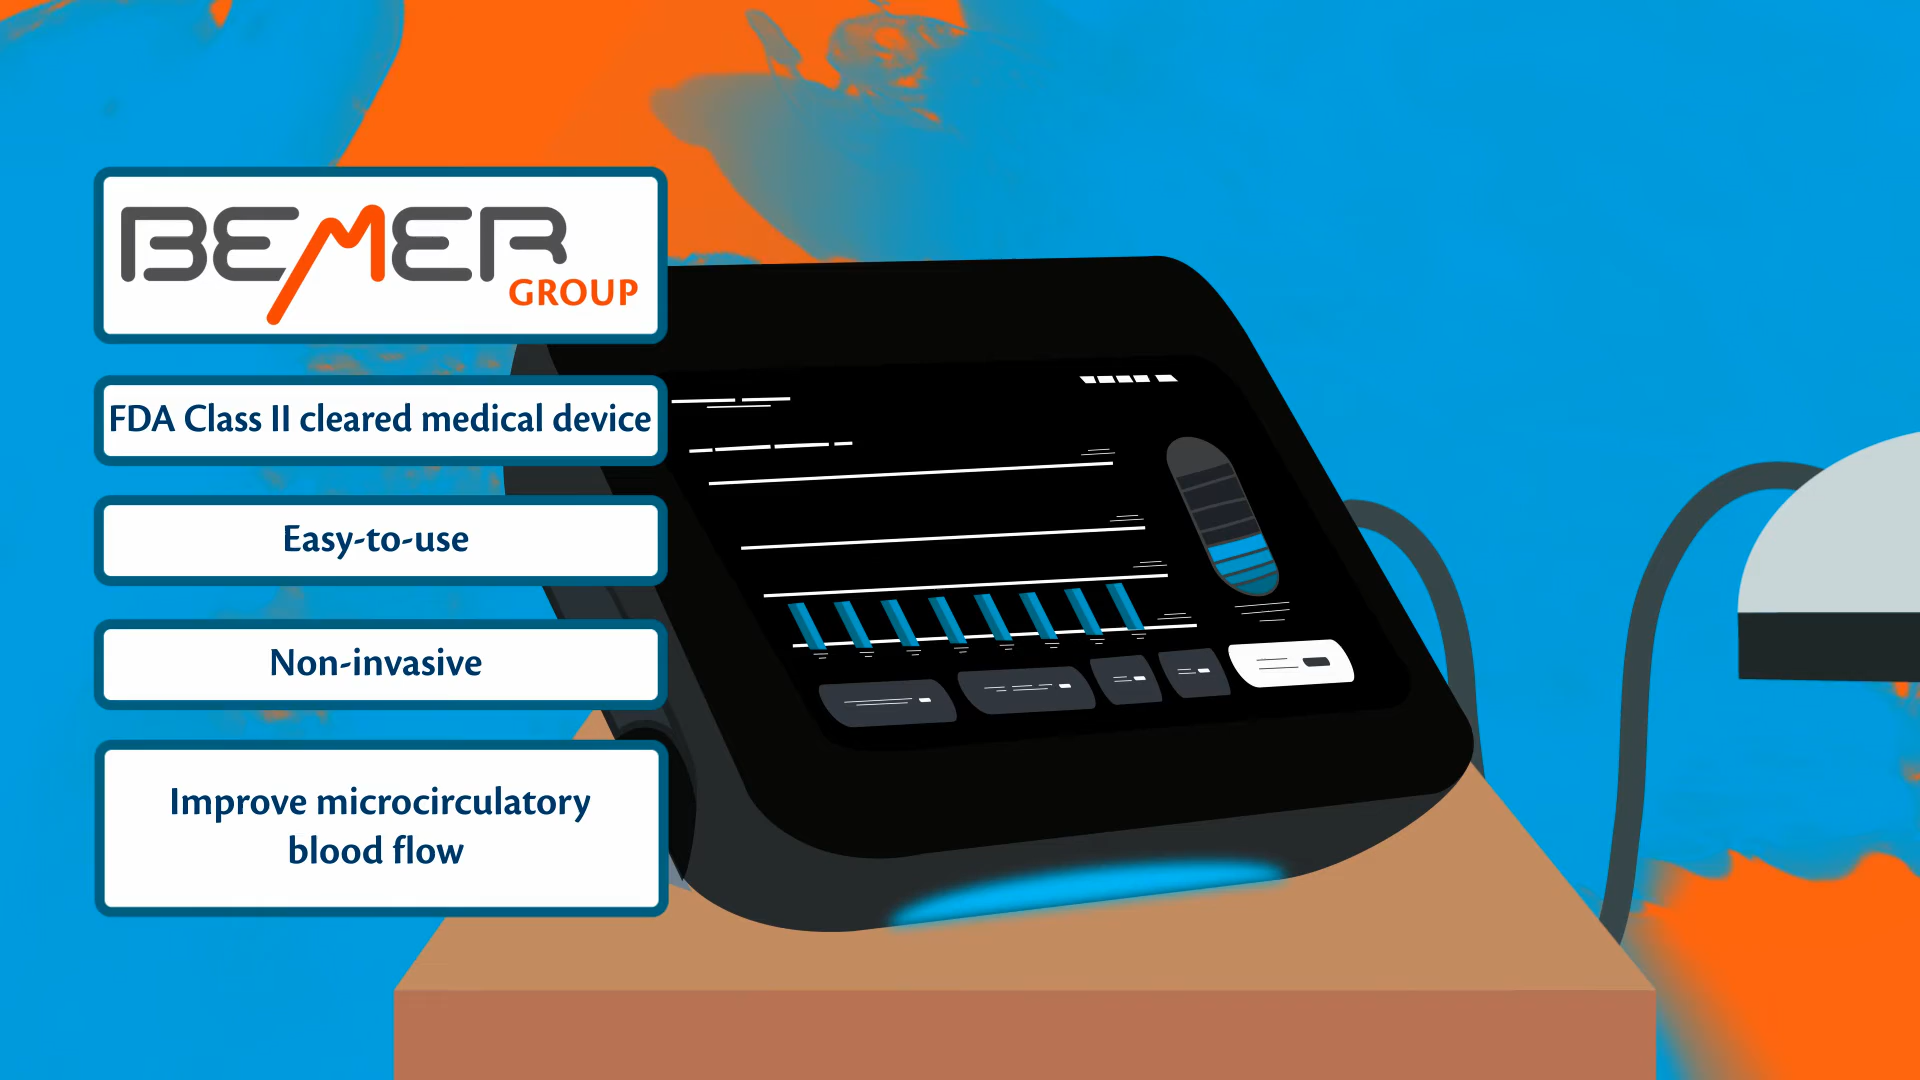 BEMER
GROUP
FDA Class II cleared medical device
Easy-to-use
Non-invasive
Improve microcirculatory
blood flow